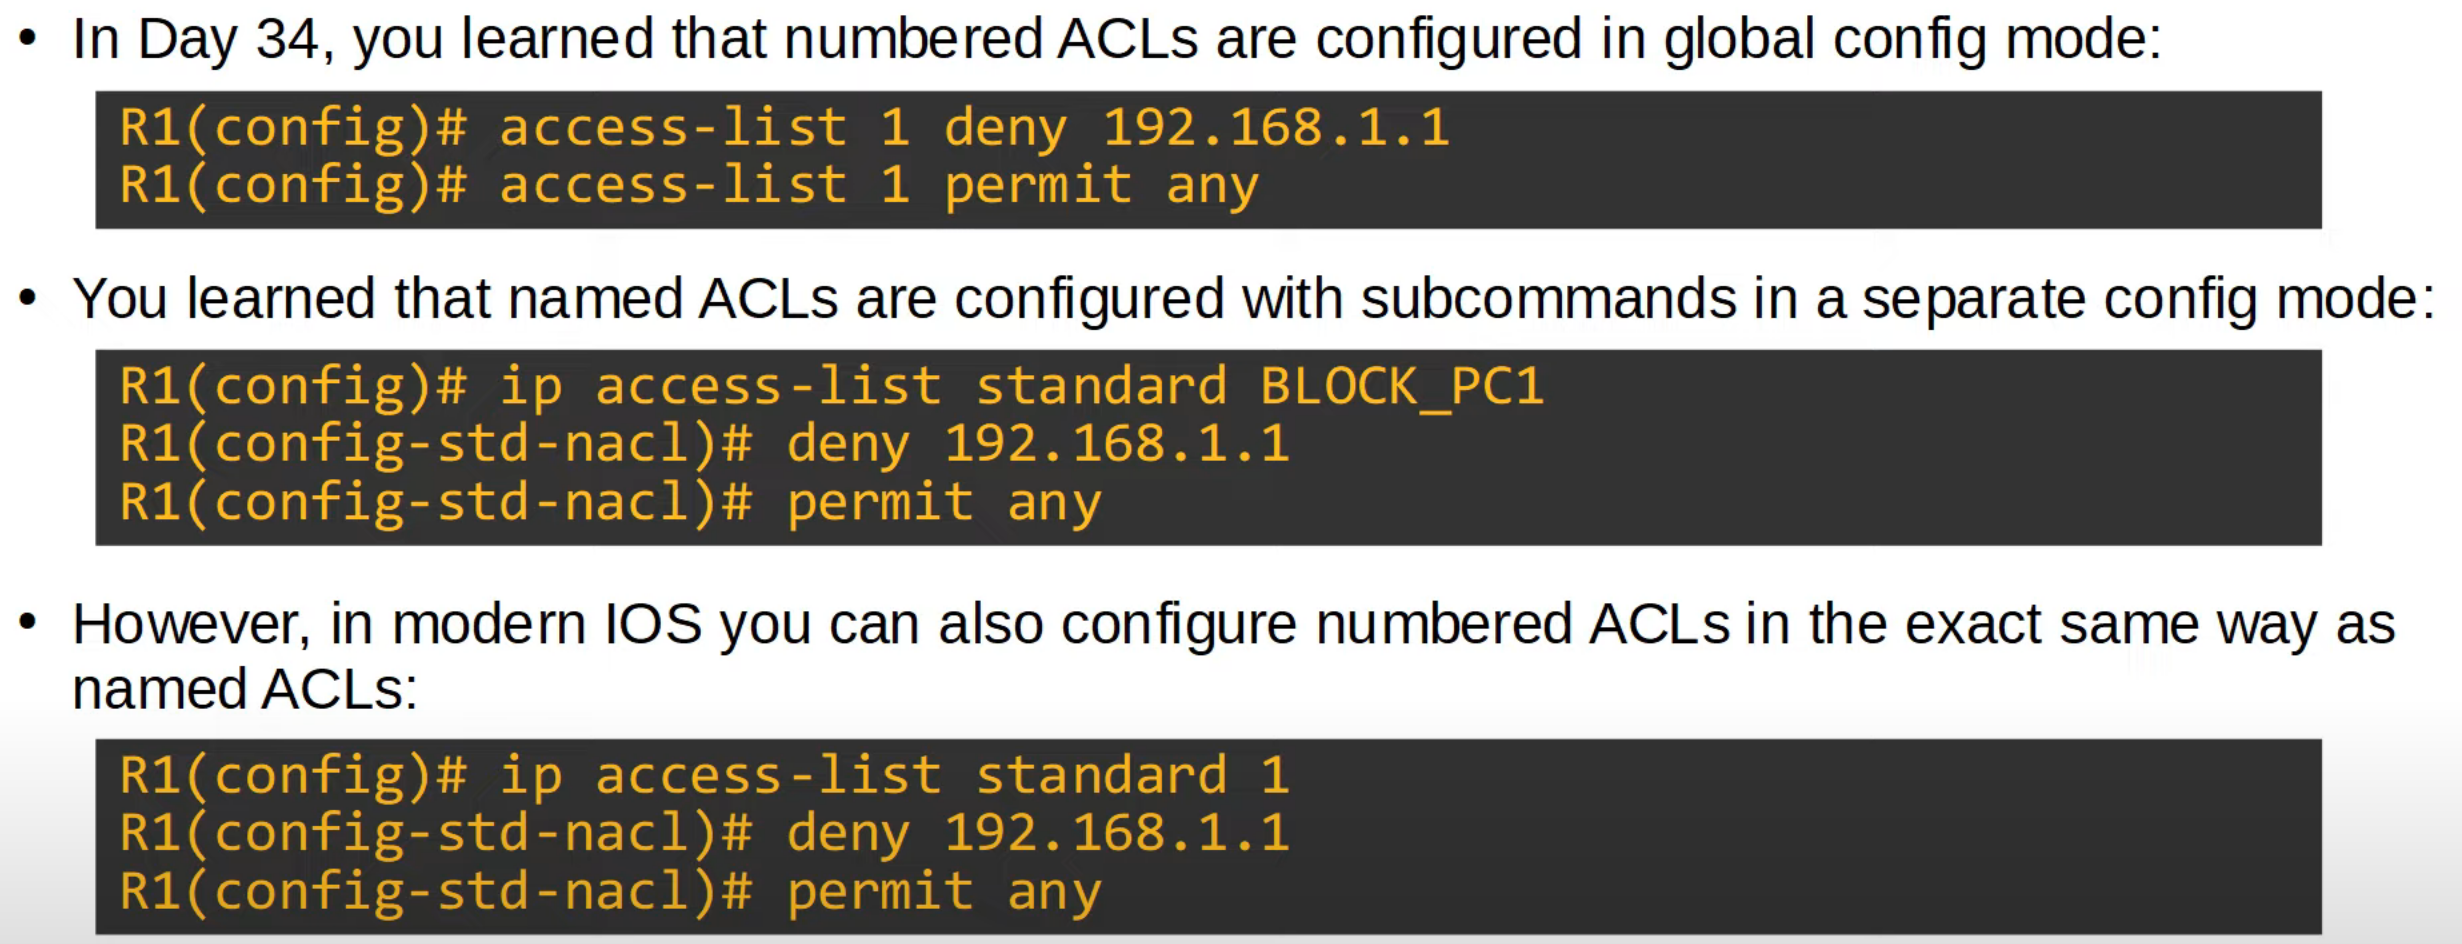 • In Day 34, you learned that numbered ACLs are configured in global config mode:
R1(config)# access-list 1 deny 192.168.1.1
R1(config)# access-list 1 permit any
• You learned that named ACLs are configured with subcommands in a separate config mode:
R1(config)# ip access-list standard BLOCK_PC1
R1(config-std-nacl)# deny 192.168.1.1
R1(config-std-nacl)# permit any
• However, in modern IOS you can also configure numbered ACLs in the exact same way as
named ACLs:
R1(config)# ip access-list standard 1
R1(config-std-nacl)# deny 192.168.1.1
R1(config-std-nacl)# permit any